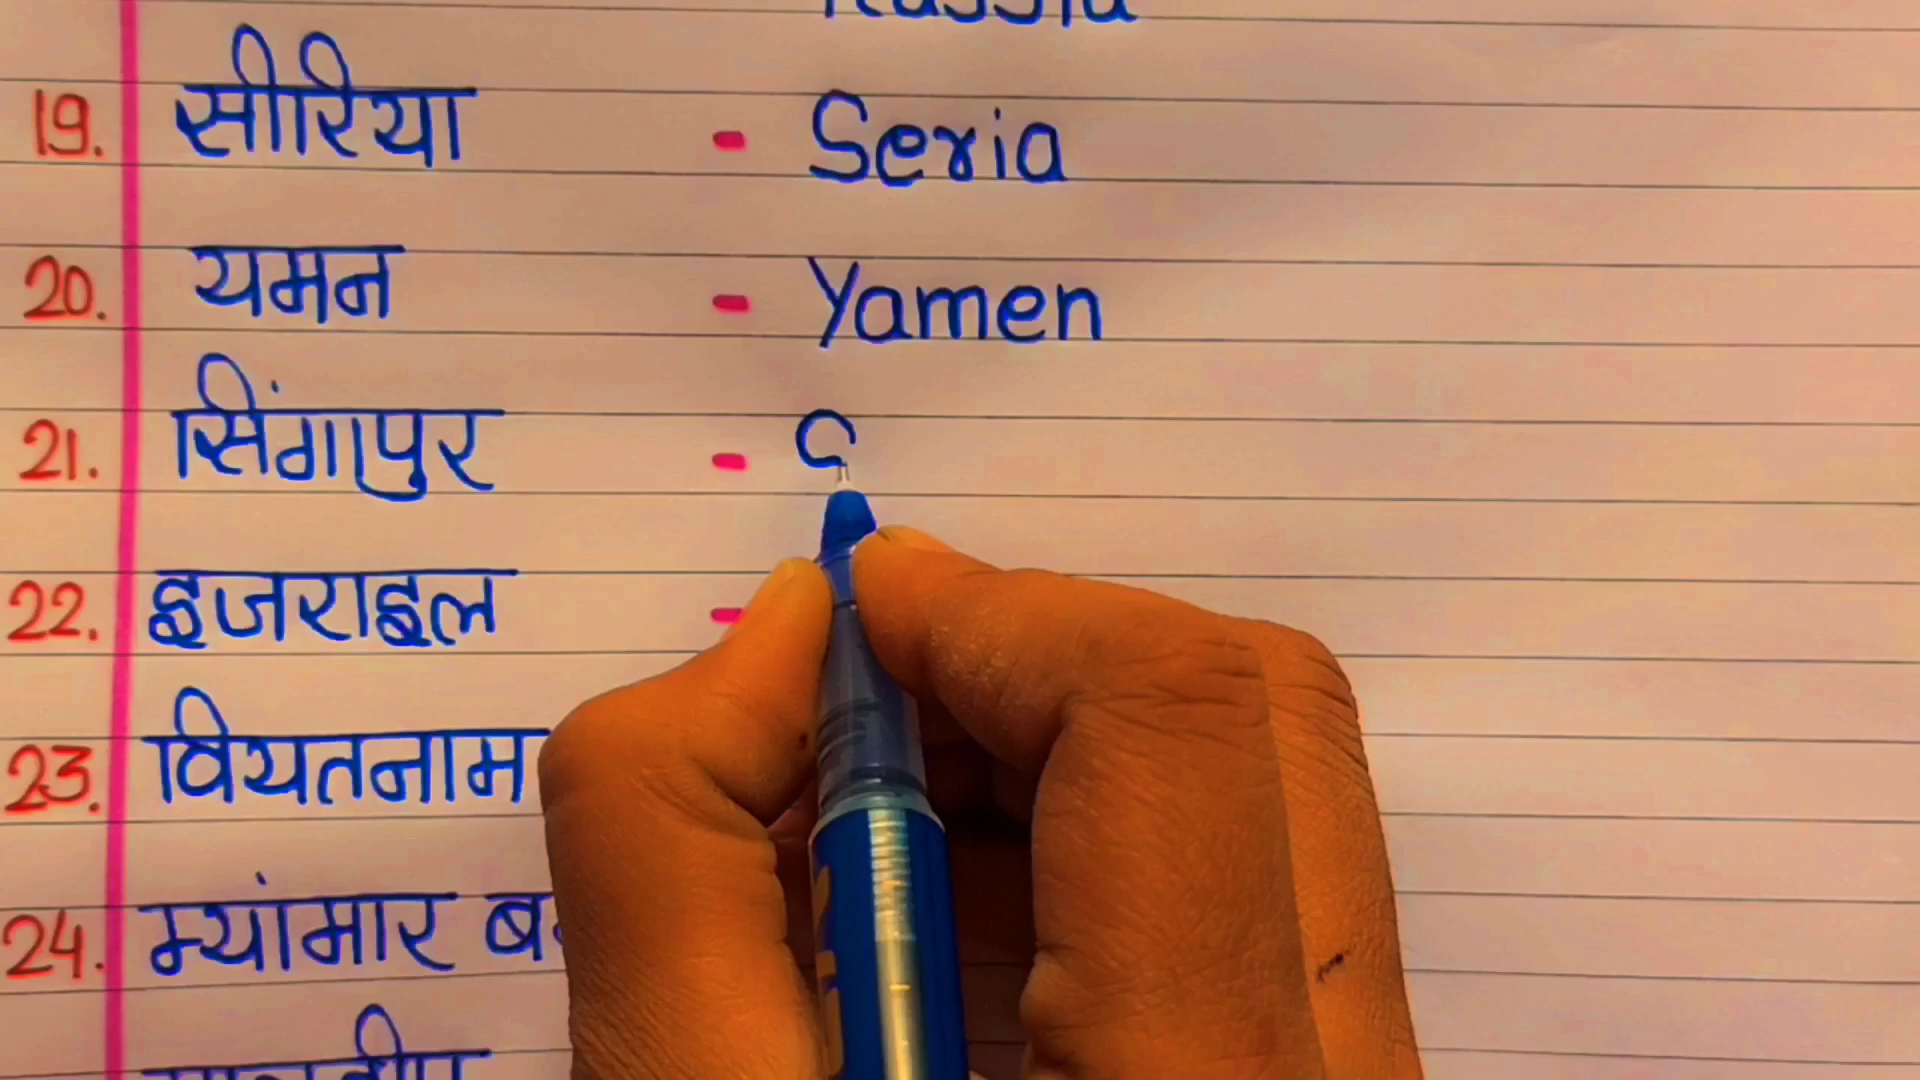 19. सीरिया - Seria
20. यमन - Yamen
21. सिंगापुर -
22. इजराइल -
23. वियतनाम
24. म्यांमार